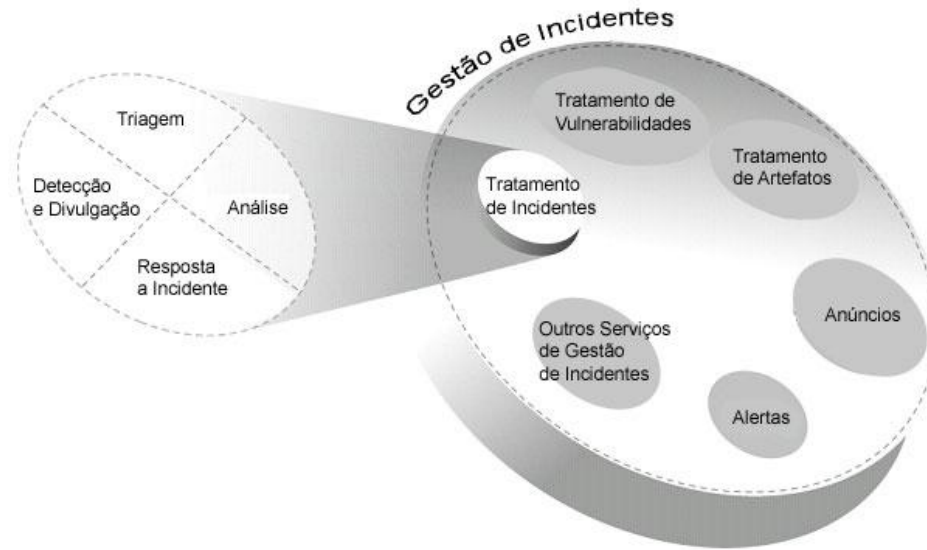 Gestão de Incidentes
Triagem
Detecção
e Divulgação
Análise
Resposta
a Incidente
Tratamento de
Vulnerabilidades
Tratamento
de Artefatos
Tratamento
de Incidentes
Anúncios
Outros Serviços
de Gestão
de Incidentes
Alertas